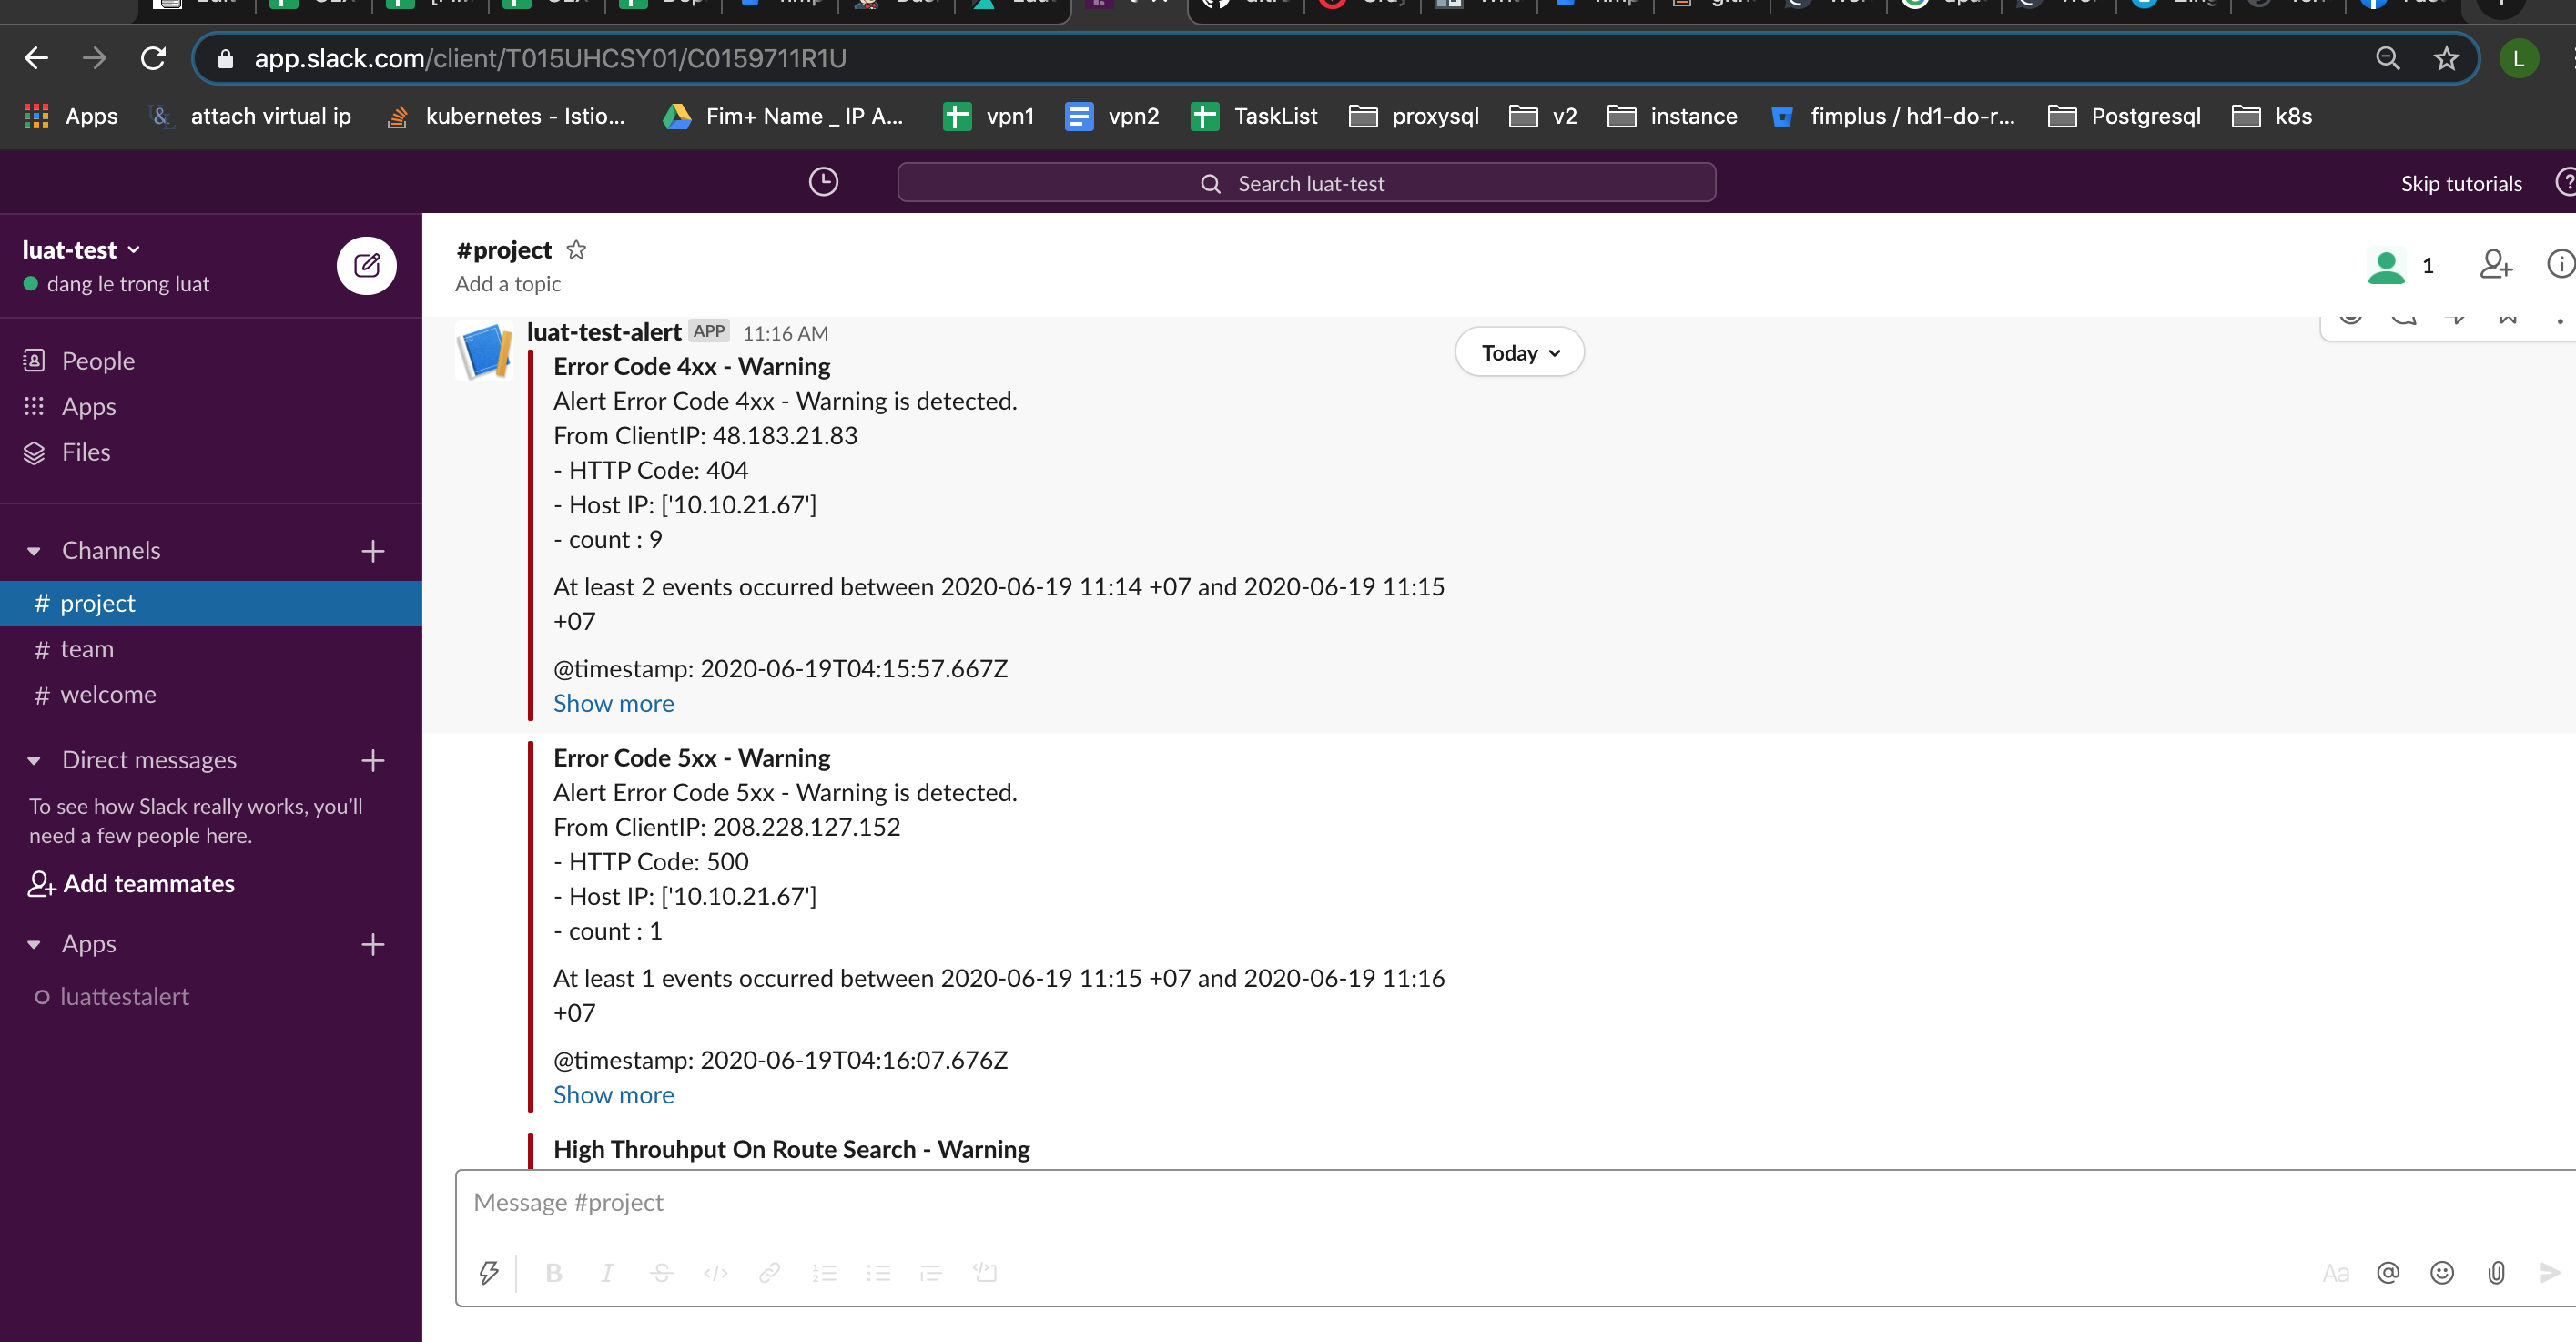 app.slack.com/client/T015UHCSY01/C0159711R1U
L
Apps
attach virtual ip
kubernetes - Istio...
Fim+ Name _ IP A...
vpn1
vpn2
TaskList
proxysql
v2
instance
fimplus / hd1-do-r...
Postgresql
k8s
Search luat-test
Skip tutorials
luat-test
dang le trong luat
People
Apps
Files
Channels
# project
# team
# welcome
Direct messages
To see how Slack really works, you'll
need a few people here.
Add teammates
Apps
luattestalert
#project
Add a topic
1
luat-test-alert APP 11:16 AM
Today
Error Code 4xx - Warning
Alert Error Code 4xx - Warning is detected.
From ClientIP: 48.183.21.83
- HTTP Code: 404
- Host IP: ['10.10.21.67']
- count : 9
At least 2 events occurred between 2020-06-19 11:14 +07 and 2020-06-19 11:15
+07
@timestamp: 2020-06-19T04:15:57.667Z
Show more
Error Code 5xx - Warning
Alert Error Code 5xx - Warning is detected.
From ClientIP: 208.228.127.152
- HTTP Code: 500
- Host IP: ['10.10.21.67']
- count : 1
At least 1 events occurred between 2020-06-19 11:15 +07 and 2020-06-19 11:16
+07
@timestamp: 2020-06-19T04:16:07.676Z
Show more
High Throuhput On Route Search - Warning
Message #project
B I S </>
Aa @